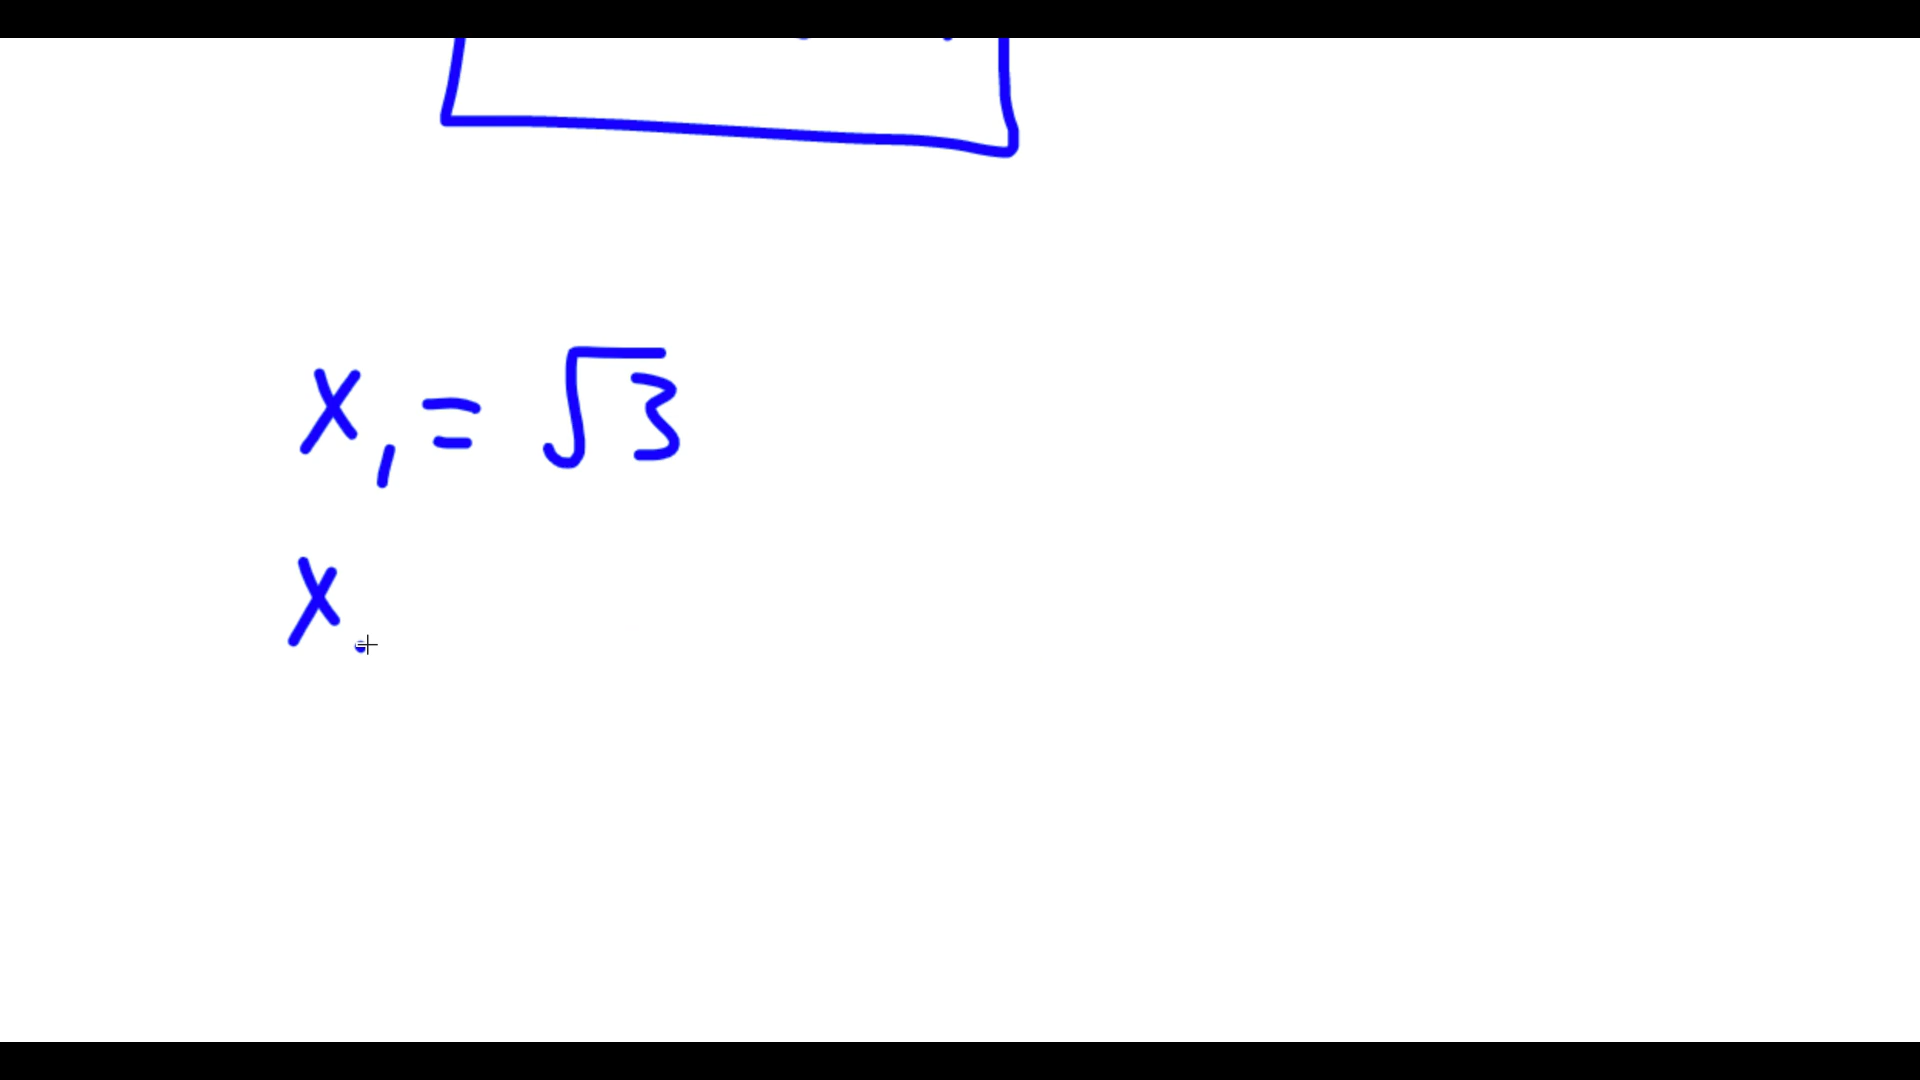 X₁ = √3
X